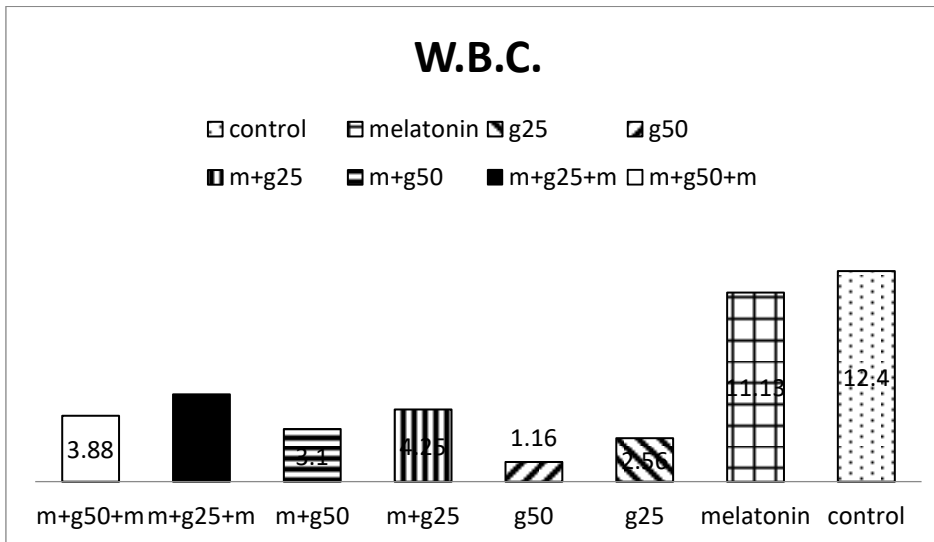 W.B.C.
control melatonin g25 g50
m+g25 m+g50 m+g25+m m+g50+m
3.88 3.1 4.25 1.16 2.56 11.13 12.4
m+g50+m m+g25+m m+g50 m+g25 g50 g25 melatonin control